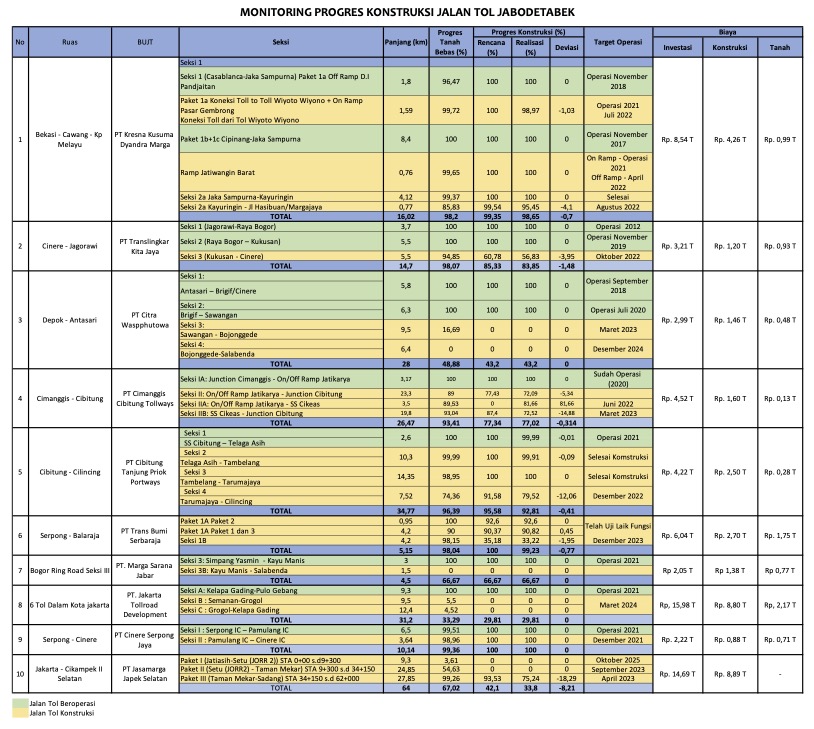 MONITORING PROGRES KONSTRUKSI JALAN TOL JABODETABEK
No Ruas BUJT Seksi Panjang (km) Progres Tanah Bebas (%) Progres Konstruksi (%) Target Operasi Biaya
Rencana (%) Realisasi (%) Deviasi Investasi Konstruksi Tanah
1 Bekasi - Cawang - Kp Melayu PT Kresna Kusuma Dyandra Marga Rp. 8,54 T Rp. 4,26 T Rp. 0,99 T
Seksi 1
Seksi 1 (Casablanca-Jaka Sampurna) Paket 1a Off Ramp D.I Pandjaitan 1,8 96,47 100 100 0 Operasi November 2018
Paket 1a Koneksi Toll to Toll Wiyoto Wiyono + On Ramp Pasar Gembrong
Koneksi Toll dari Tol Wiyoto Wiyono 1,59 99,72 100 98,97 -1,03 Operasi 2021 Juli 2022
Paket 1b+1c Cipinang-Jaka Sampurna 8,4 100 100 100 0 Operasi November 2017
Ramp Jatiwangin Barat 0,76 99,65 100 100 0 On Ramp - Operasi 2021 Off Ramp - April 2022
Seksi 2a Jaka Sampurna-Kayuringin 4,12 99,37 100 100 0 Selesai
Seksi 2a Kayuringin - Jl Hasibuan/Margajaya 0,77 85,83 99,54 95,45 -4,1 Agustus 2022
TOTAL 16,02 98,2 99,35 98,65 -0,7
2 Cinere - Jagorawi PT Translingkar Kita Jaya Rp. 3,21 T Rp. 1,20 T Rp. 0,93 T
Seksi 1 (Jagorawi-Raya Bogor) 3,7 100 100 100 0 Operasi 2012
Seksi 2 (Raya Bogor – Kukusan) 5,5 100 100 100 0 Operasi November 2019
Seksi 3 (Kukusan - Cinere) 5,5 94,85 60,78 56,83 -3,95 Oktober 2022
TOTAL 14,7 98,07 85,33 83,85 -1,48
3 Depok - Antasari PT Citra Waspphutowa Rp. 2,99 T Rp. 1,46 T Rp. 0,48 T
Seksi 1:
Antasari – Brigif/Cinere 5,8 100 100 100 0 Operasi September 2018
Seksi 2:
Brigif – Sawangan 6,3 100 100 100 0 Operasi Juli 2020
Seksi 3:
Sawangan - Bojonggede 9,5 16,69 0 0 0 Maret 2023
Seksi 4:
Bojonggede-Salabenda 6,4 0 0 0 0 Desember 2024
TOTAL 28 48,88 43,2 43,2 0
4 Cimanggis - Cibitung PT Cimanggis Cibitung Tollways Rp. 4,52 T Rp. 1,60 T Rp. 0,13 T
Seksi IA: Junction Cimanggis - On/Off Ramp Jatikarya 3,17 100 100 100 0 Sudah Operasi (2020)
Seksi II: On/Off Ramp Jatikarya - Junction Cibitung 23,3 89 77,43 72,09 -5,34
Seksi IIA: On/Off Ramp Jatikarya - SS Cikeas 3,5 89,63 0 81,66 81,66 Juni 2022
Seksi IIB: SS Cikeas - Junction Cibitung 19,8 93,04 87,4 72,52 -14,88 Maret 2023
TOTAL 26,47 93,41 77,34 77,02 -0,314
5 Cibitung - Cilincing PT Cibitung Tanjung Priok Portways Rp. 4,22 T Rp. 2,50 T Rp. 0,28 T
Seksi 1
SS Cibitung – Telaga Asih 2,6 100 100 99,99 -0,01 Operasi 2021
Seksi 2
Telaga Asih - Tambelang 10,3 99,99 100 99,91 -0,09 Selesai Komstruksi
Seksi 3
Tambelang - Tarumajaya 14,35 98,95 100 100 0 Selesai Komstruksi
Seksi 4
Tarumajaya - Cilincing 7,52 74,36 91,58 79,52 -12,06 Desember 2022
TOTAL 34,77 96,39 95,58 92,81 -0,41
6 Serpong - Balaraja PT Trans Bumi Serbaraja Rp. 6,04 T Rp. 2,70 T Rp. 1,75 T
Paket 1A Paket 2 0,95 100 92,6 92,6 0 Telah Uji Laik Fungsi
Paket 1A Paket 1 dan 3 4,2 90 90,37 90,82 0,45
Seksi 1B 4,2 98,15 35,18 33,22 -1,95 Desember 2023
TOTAL 5,15 98,04 100 99,23 -0,77
7 Bogor Ring Road Seksi III PT. Marga Sarana Jabar Rp 2,05 T Rp 1,38 T Rp 0,77 T
Seksi 3: Simpang Yasmin - Kayu Manis 3 100 100 100 0 Operasi 2021
Seksi 3B: Kayu Manis - Salabenda 1,5 0 0 0 0
TOTAL 4,5 66,67 66,67 66,67 0
8 6 Tol Dalam Kota jakarta PT. Jakarta Tollroad Development Rp, 15,98 T Rp. 8,80 T Rp. 2,17 T
Seksi A: Kelapa Gading-Pulo Gebang 9,3 100 100 100 0 Operasi 2021
Seksi B : Semanan-Grogol 9,5 5,5 0 0 0 Maret 2024
Seksi C : Grogol-Kelapa Gading 12,4 4,52 0 0 0
TOTAL 31,2 33,29 29,81 29,81 0
9 Serpong - Cinere PT Cinere Serpong Jaya Rp. 2,22 T Rp. 0,88 T Rp. 0,71 T
Seksi I : Serpong IC – Pamulang IC 6,5 99,51 100 100 0 Operasi 2021
Seksi II : Pamulang IC – Cinere IC 3,64 98,96 100 100 0 Desember 2021
TOTAL 10,14 99,36 100 100 0
10 Jakarta - Cikampek II Selatan PT Jasamarga Japek Selatan Rp. 14,69 T Rp. 8,89 T -
Paket I (Jatiasih-Setu (JORR 2)) STA 0+00 s.d9+300 9,3 3,61 0 0 0 Oktober 2025
Paket II (Setu (JORR2) - Taman Mekar) STA 9+300 s.d 34+150 24,85 54,63 0 0 0 September 2023
Paket III (Taman Mekar-Sadang) STA 34+150 s.d 62+000 27,85 99,26 93,53 75,24 -18,29 April 2023
TOTAL 64 67,02 42,1 33,8 -8,21
Jalan Tol Beroperasi
Jalan Tol Konstruksi